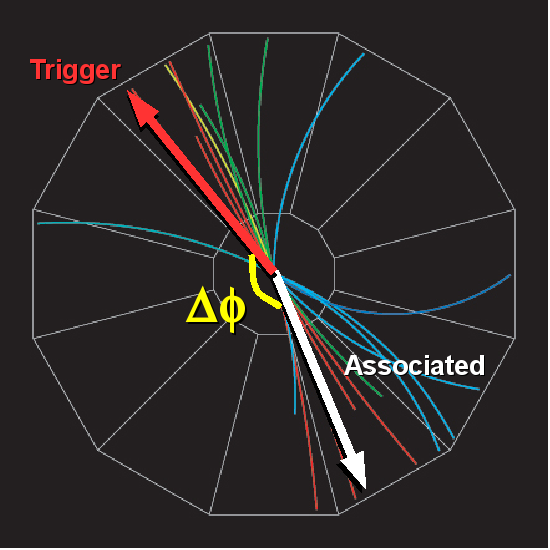 Trigger
Δϕ
Associated